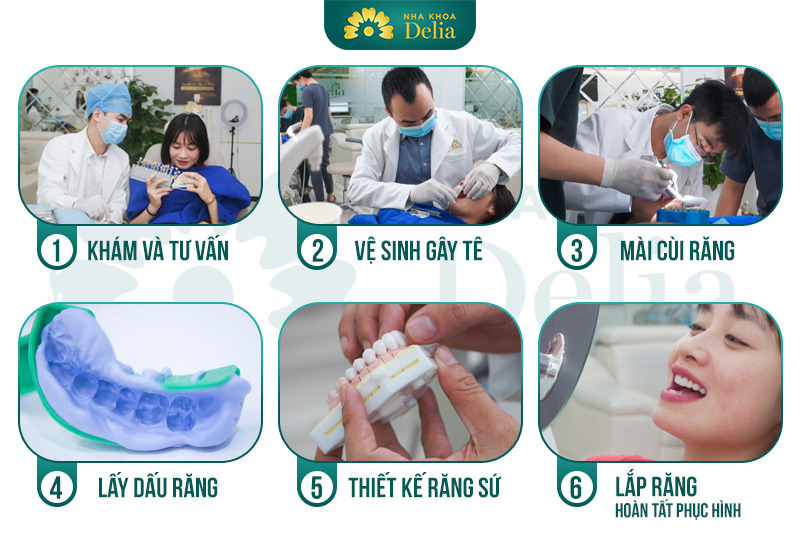 NHA KHOA
Delia
1 KHÁM VÀ TƯ VẤN
2 VỆ SINH GÂY TÊ
3 MÀI CÙI RĂNG
4 LẤY DẤU RĂNG
5 THIẾT KẾ RĂNG SỨ
6 LẮP RĂNG
HOÀN TẤT PHỤC HÌNH
Delia